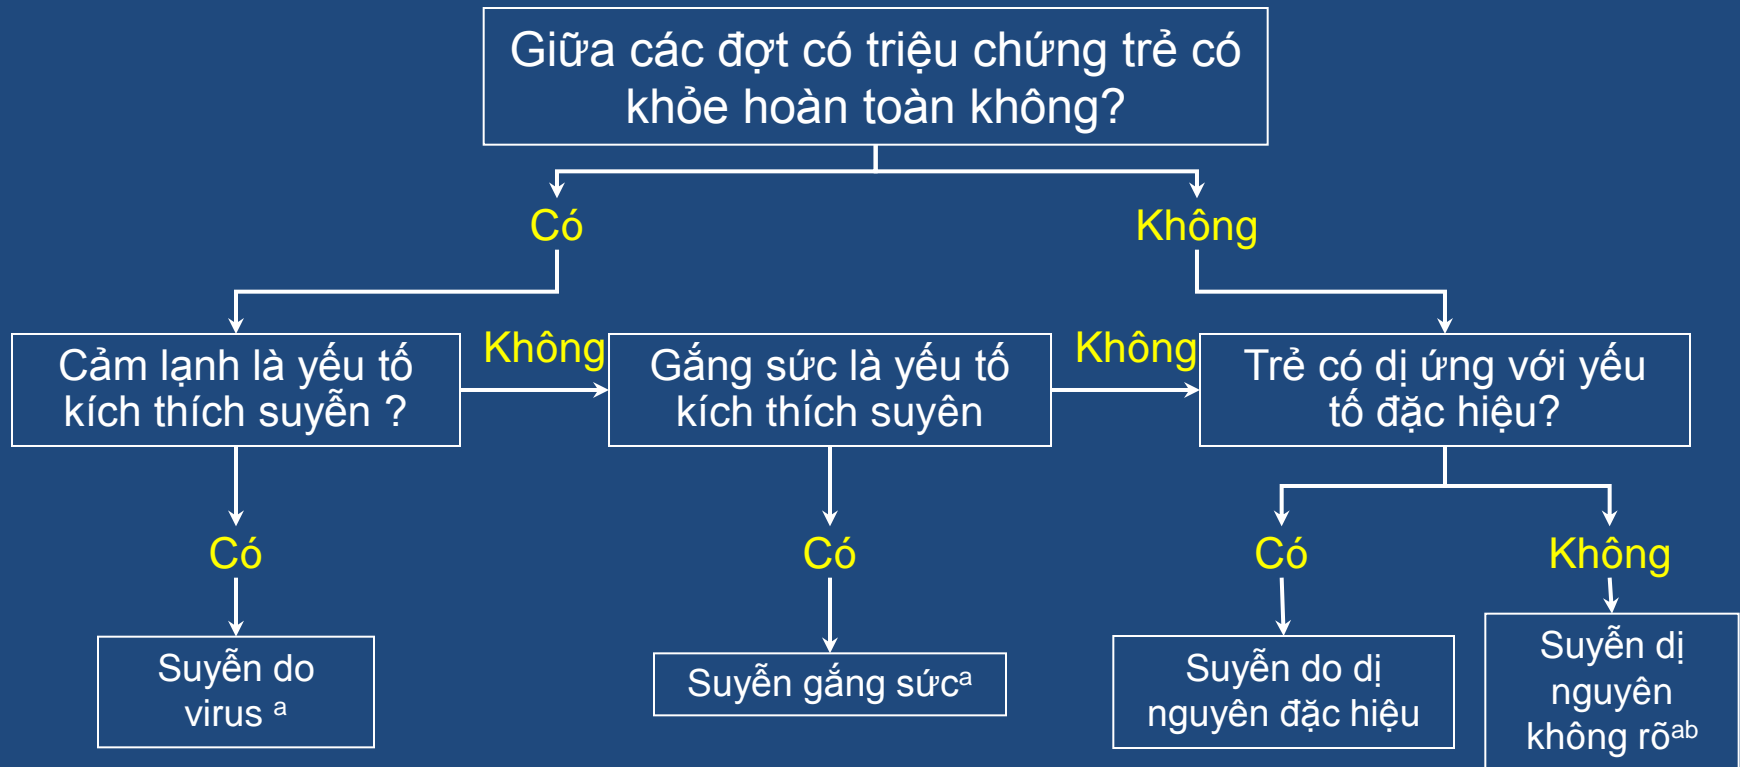 Giữa các đợt có triệu chứng trẻ có
khỏe hoàn toàn không?
Có
Không
Cảm lạnh là yếu tố
kích thích suyễn ?
Không
Gắng sức là yếu tố
kích thích suyên
Không
Trẻ có dị ứng với yếu
tố đặc hiệu?
Có
Có
Có
Không
Suyễn do
virus ᵃ
Suyễn gắng sứcᵃ
Suyễn do dị
nguyên đặc hiệu
Suyễn dị
nguyên
không rõᵃᵇ